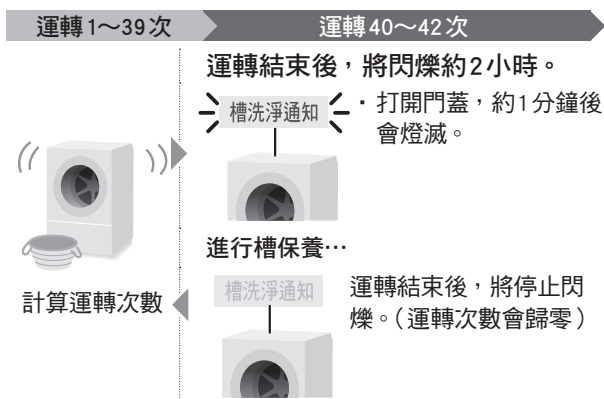 運轉1～39次
運轉40～42次
運轉結束後，將閃爍約2小時。
槽洗淨通知
・打開門蓋，約1分鐘後
會燈滅。
進行槽保養…
計算運轉次數
槽洗淨通知
運轉結束後，將停止閃
爍。（運轉次數會歸零）